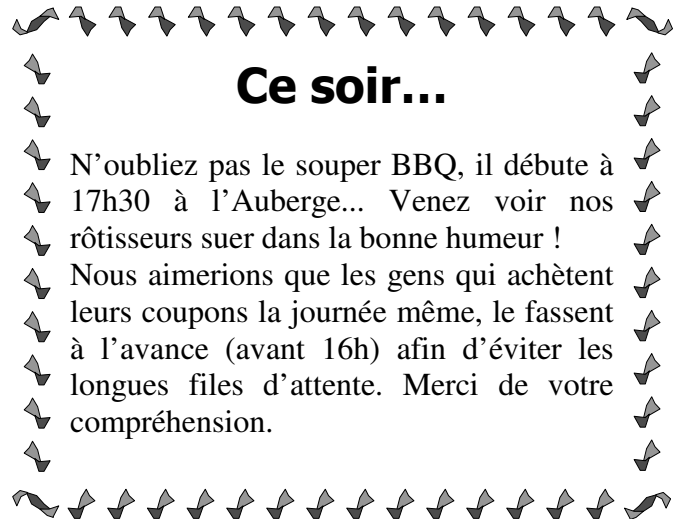 Ce soir...
N’oubliez pas le souper BBQ, il débute à
17h30 à l’Auberge... Venez voir nos
rôtisseurs suer dans la bonne humeur !
Nous aimerions que les gens qui achètent
leurs coupons la journée même, le fassent
à l’avance (avant 16h) afin d’éviter les
longues files d’attente. Merci de votre
compréhension.